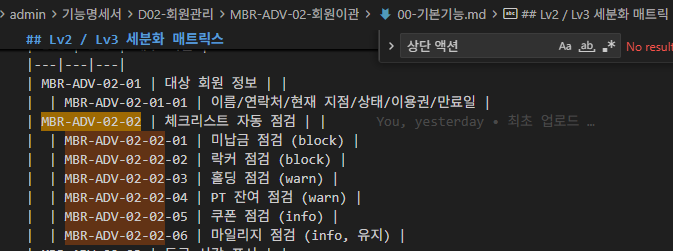 admin > 기능명세서 > D02-회원관리 > MBR-ADV-02-회원이관 > 00-기본기능.md > abc ## Lv2 / Lv3 세분화 매트릭
## Lv2 / Lv3 세분화 매트릭스
> 상단 액션 Aa ab .* No resul
|---|---|---|
| MBR-ADV-02-01 | 대상 회원 정보 | |
| | MBR-ADV-02-01-01 | 이름/연락처/현재 지점/상태/이용권/만료일 |
| MBR-ADV-02-02 | 체크리스트 자동 점검 | | You, yesterday • 최초 업로드 …
| | MBR-ADV-02-02-01 | 미납금 점검 (block) |
| | MBR-ADV-02-02-02 | 락커 점검 (block) |
| | MBR-ADV-02-02-03 | 홀딩 점검 (warn) |
| | MBR-ADV-02-02-04 | PT 잔여 점검 (warn) |
| | MBR-ADV-02-02-05 | 쿠폰 점검 (info) |
| | MBR-ADV-02-02-06 | 마일리지 점검 (info, 유지) |